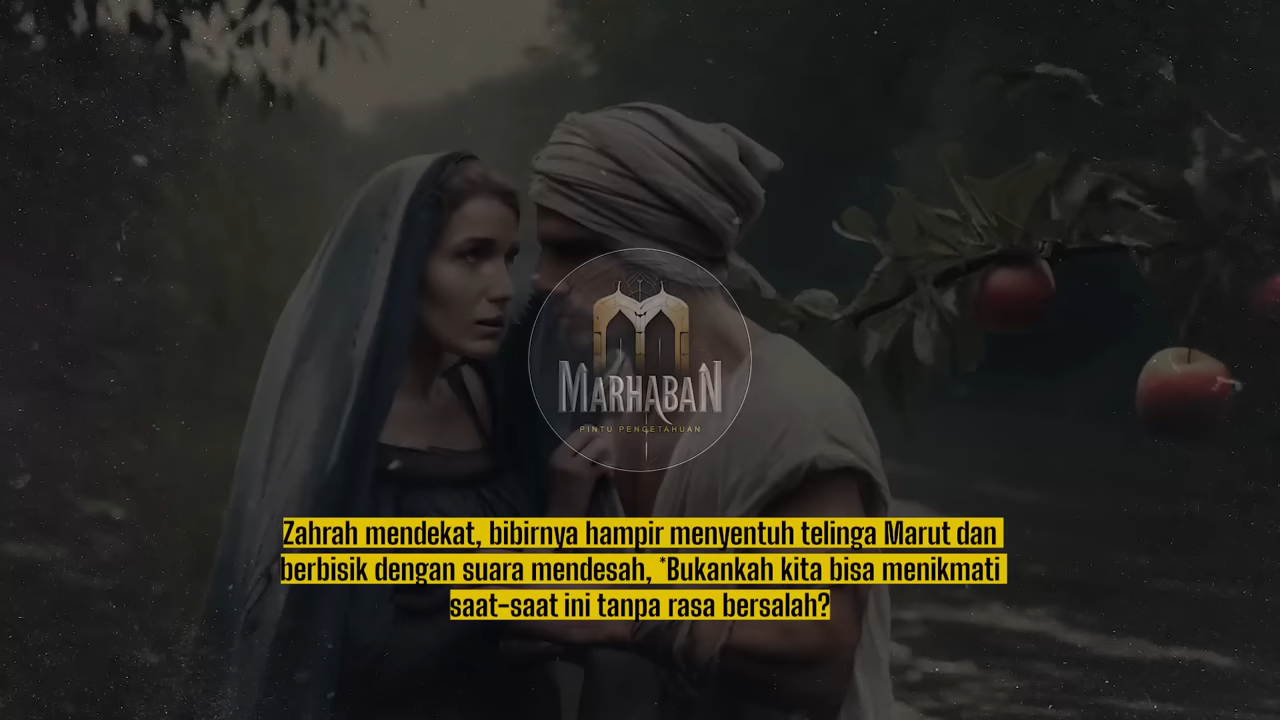 MARHABAN
PINTU PENGETAHUAN
Zahrah mendekat, bibirnya hampir menyentuh telinga Marut dan
berbisik dengan suara mendesah, *Bukankah kita bisa menikmati
saat-saat ini tanpa rasa bersalah?